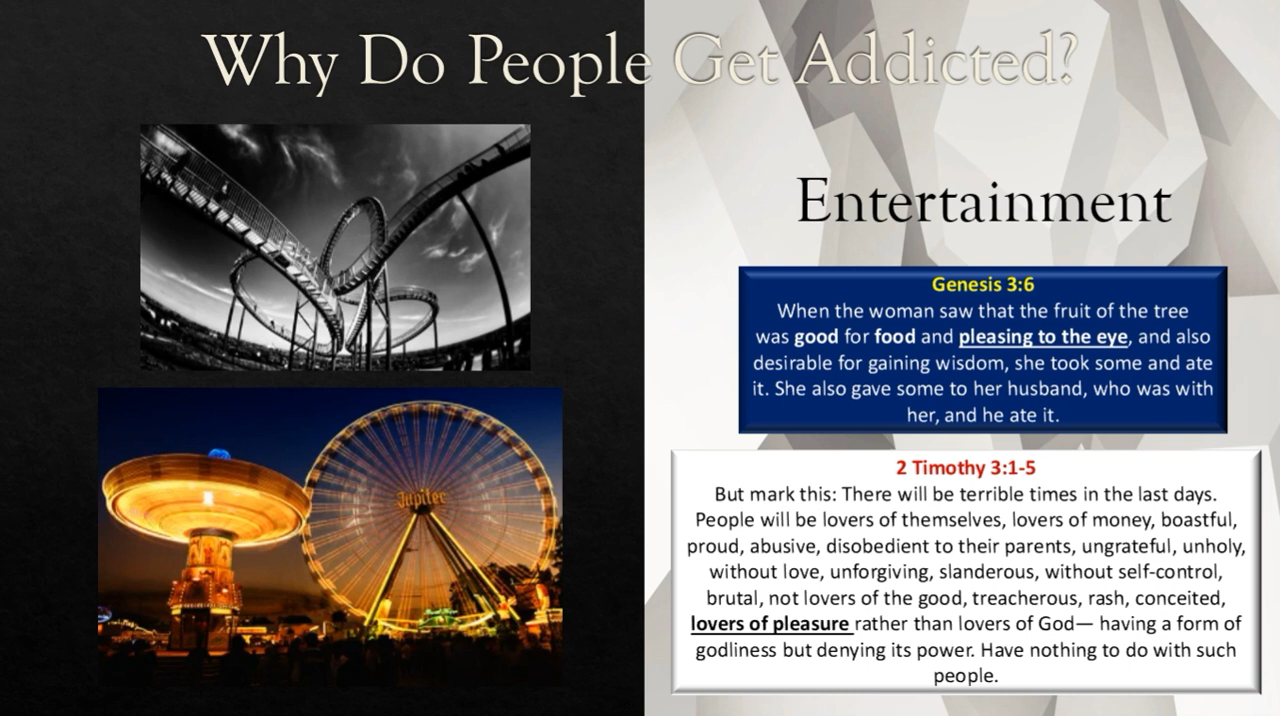 Why Do People Get Addicted?
Entertainment
Genesis 3:6
When the woman saw that the fruit of the tree
was good for food and pleasing to the eye, and also
desirable for gaining wisdom, she took some and ate
it. She also gave some to her husband, who was with
her, and he ate it.
2 Timothy 3:1-5
But mark this: There will be terrible times in the last days.
People will be lovers of themselves, lovers of money, boastful,
proud, abusive, disobedient to their parents, ungrateful, unholy,
without love, unforgiving, slanderous, without self-control,
brutal, not lovers of the good, treacherous, rash, conceited,
lovers of pleasure rather than lovers of God— having a form of
godliness but denying its power. Have nothing to do with such
people.
Jupiter